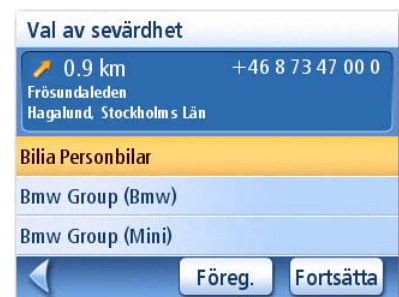 Val av sevärdhet
0.9 km +46 8 73 47 00 0
Frösundaleden
Hagalund, Stockholms Län
Bilia Personbilar
Bmw Group (Bmw)
Bmw Group (Mini)
Föreg. Fortsätta